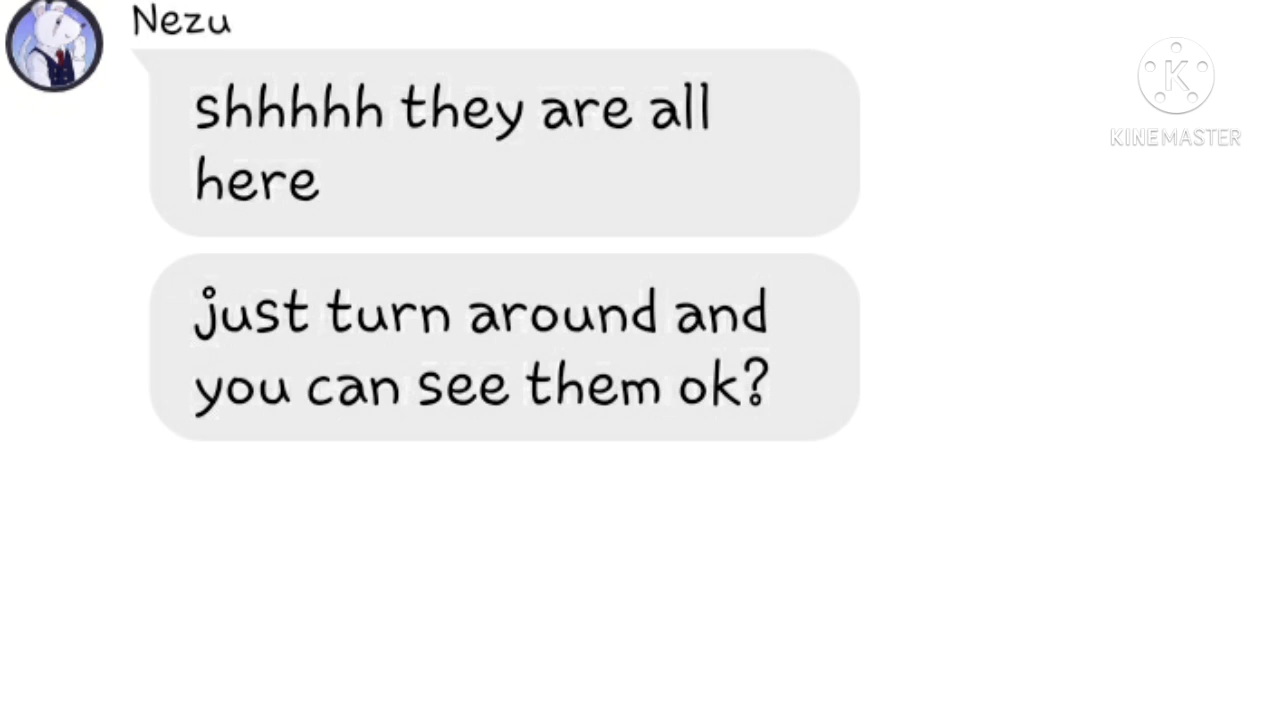 Nezu
shhhhh they are all
here
just turn around and
you can see them ok?
K
KINEMASTER